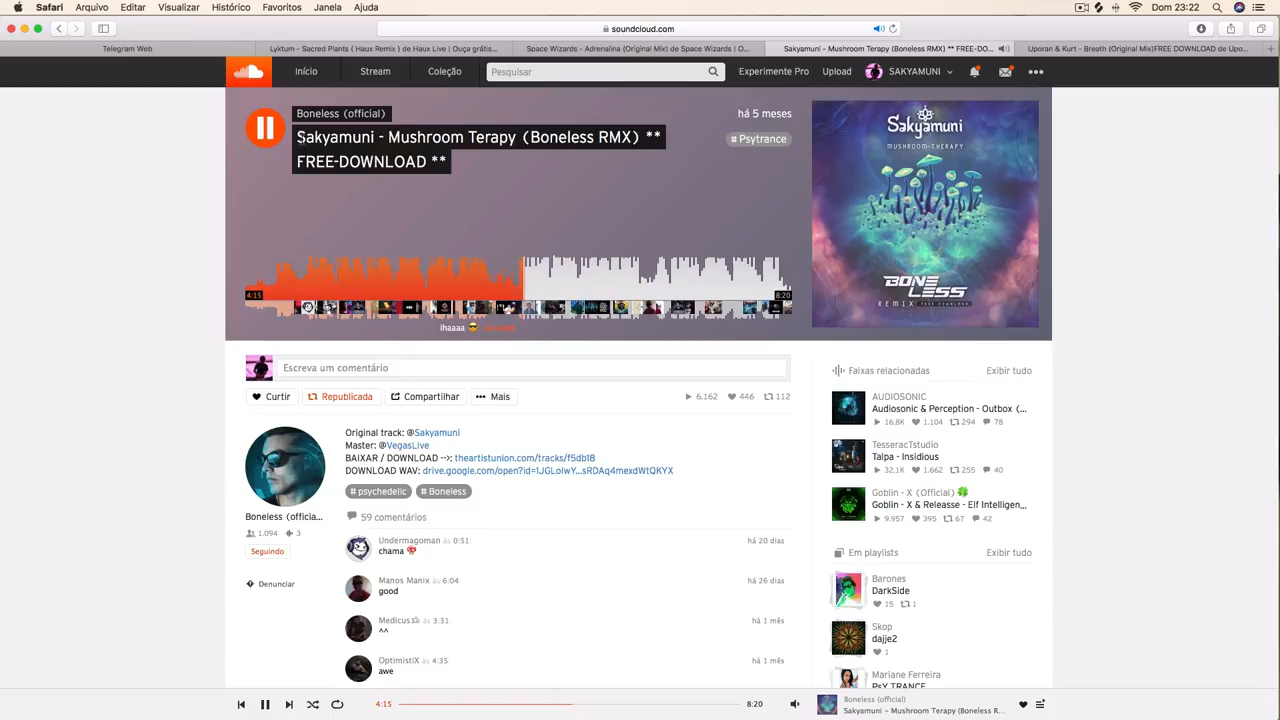 Safari Arquivo Editar Visualizar Histórico Favoritos Janela Ajuda Dom 23:22
soundcloud.com
Telegram Web
Lyktum - Sacred Plants ( Haux Remix ) de Haux Live | Ouça grátis...
Space Wizards - Adrenalina (Original Mix) de Space Wizards | O...
Sakyamuni - Mushroom Terapy (Boneless RMX) ** FREE-DO...
Uporan & Kurt - Breath (Original Mix)FREE DOWNLOAD de Upo...
Início Stream Coleção Pesquisar Experimente Pro Upload SAKYAMUNI
Boneless (official)
há 5 meses
Sakyamuni - Mushroom Terapy (Boneless RMX) **
FREE-DOWNLOAD **
# Psytrance
4:15 8:20
ihaaaa 😎
Sakyamuni
MUSHROOM-THERAPY
BONELESS
REMIX FREE DOWNLOAD
Escreva um comentário
Curtir Republicada Compartilhar Mais 6.162 446 112
Original track: @Sakyamuni
Master: @VegasLive
BAIXAR / DOWNLOAD -->: theartistunion.com/tracks/f5db18
DOWNLOAD WAV: drive.google.com/open?id=1JGLolwY...sRDAq4mexdWtQKYX
# psychedelic # Boneless
Boneless (officia...
1.094 3
Seguindo
Denunciar
59 comentários
Undermagoman às 0:51: há 20 dias
chama 🍄
Manos Manix às 6:04: há 26 dias
good
Medicusॐ às 3:31: há 1 mês
^^
OptimistiX às 4:35: há 1 mês
awe
Faixas relacionadas Exibir tudo
AUDIOSONIC
Audiosonic & Perception - Outbox (...
16.8K 1.104 294 78
TesseracTstudio
Talpa - Insidious
32,1K 1.662 255 40
Goblin - X (Official) 🍀
Goblin - X & Releasse - Elf Intelligen...
9.957 395 67 42
Em playlists Exibir tudo
Barones
DarkSide
15 1
Skop
dajje2
1
Mariane Ferreira
PsY TRANCE
4:15 8:20
Boneless (official)
Sakyamuni - Mushroom Terapy (Boneless R...